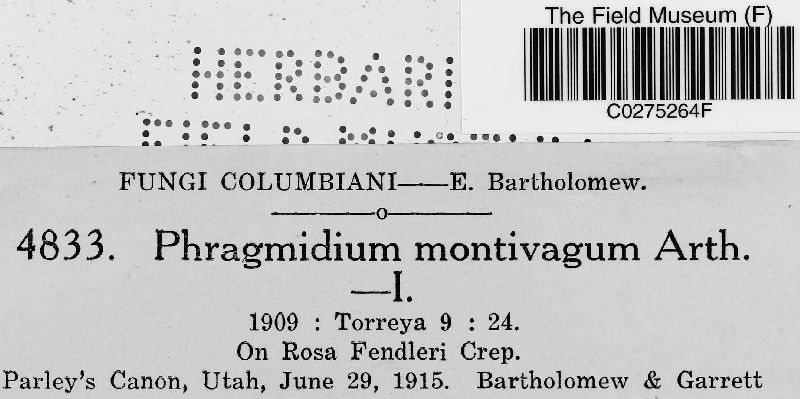 The Field Museum (F)
C0275264F
HERBARI
FUNGI COLUMBIANI——E. Bartholomew.
4833. Phragmidium montivagum Arth.
—I.
1909 : Torreya 9 : 24.
On Rosa Fendleri Crep.
Parley's Canon, Utah, June 29, 1915. Bartholomew & Garrett